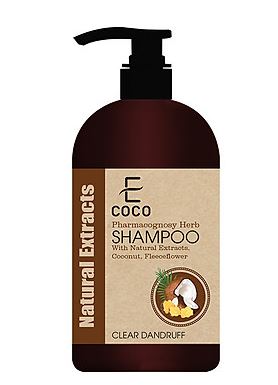 Natural Extracts
E
COCO
Pharmacognosy Herb
SHAMPOO
With Natural Extracts,
Coconut, Fleeceflower
CLEAR DANDRUFF